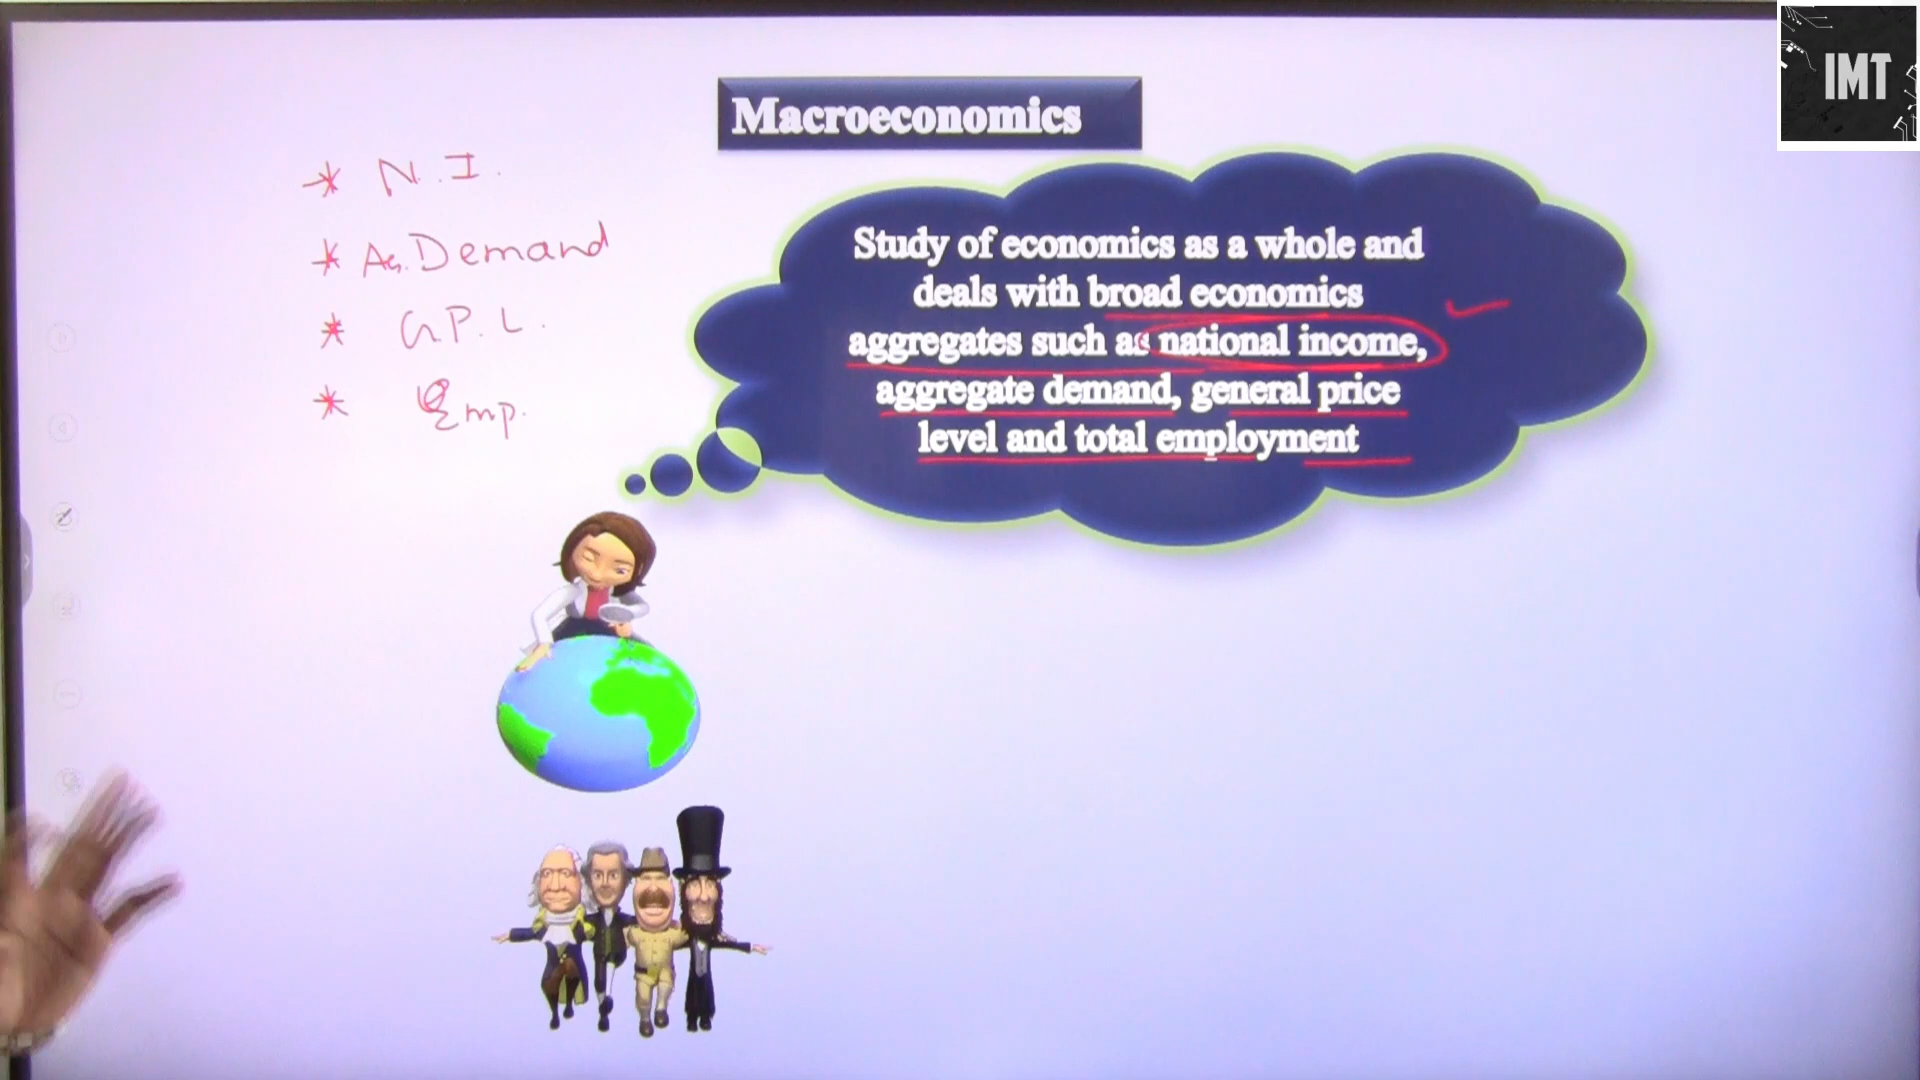 IMT
Macroeconomics
* N.I.
* Ag. Demand
* G.P.L.
* Emp.
Study of economics as a whole and
deals with broad economics
aggregates such as national income,
aggregate demand, general price
level and total employment